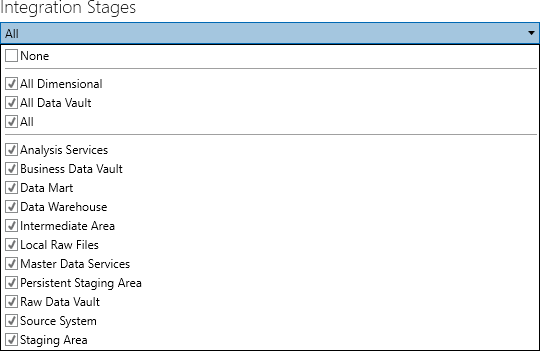 Integration Stages
All
None
All Dimensional
All Data Vault
All
Analysis Services
Business Data Vault
Data Mart
Data Warehouse
Intermediate Area
Local Raw Files
Master Data Services
Persistent Staging Area
Raw Data Vault
Source System
Staging Area